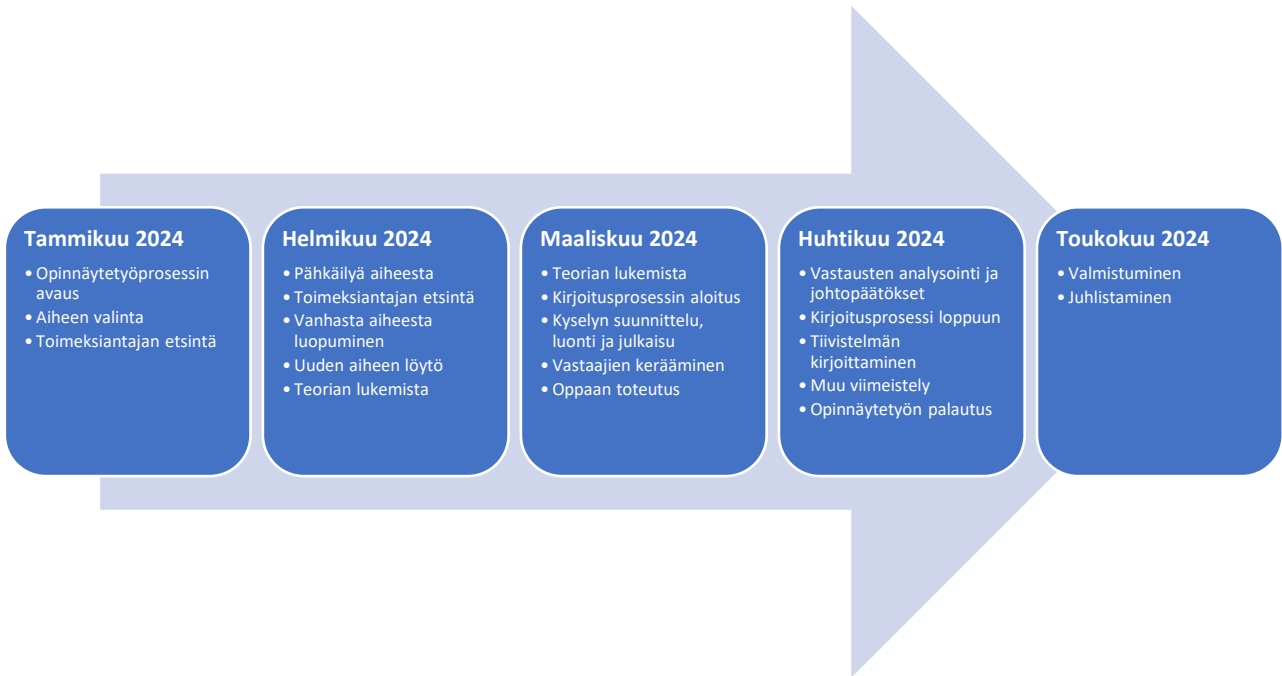 Tammikuu 2024
• Opinnäytetyöprosessin
avaus
• Aiheen valinta
• Toimeksiantajan etsintä
Helmikuu 2024
• Pähkäilyä aiheesta
• Toimeksiantajan etsintä
• Vanhasta aiheesta
luopuminen
• Uuden aiheen löytö
• Teorian lukemista
Maaliskuu 2024
• Teorian lukemista
• Kirjoitusprosessin aloitus
• Kyselyn suunnittelu,
luonti ja julkaisu
• Vastaajien kerääminen
• Oppaan toteutus
Huhtikuu 2024
• Vastausten analysointi ja
johtopäätökset
• Kirjoitusprosessi loppuun
• Tiivistelmän
kirjoittaminen
• Muu viimeistely
• Opinnäytetyön palautus
Toukokuu 2024
• Valmistuminen
• Juhlistaminen